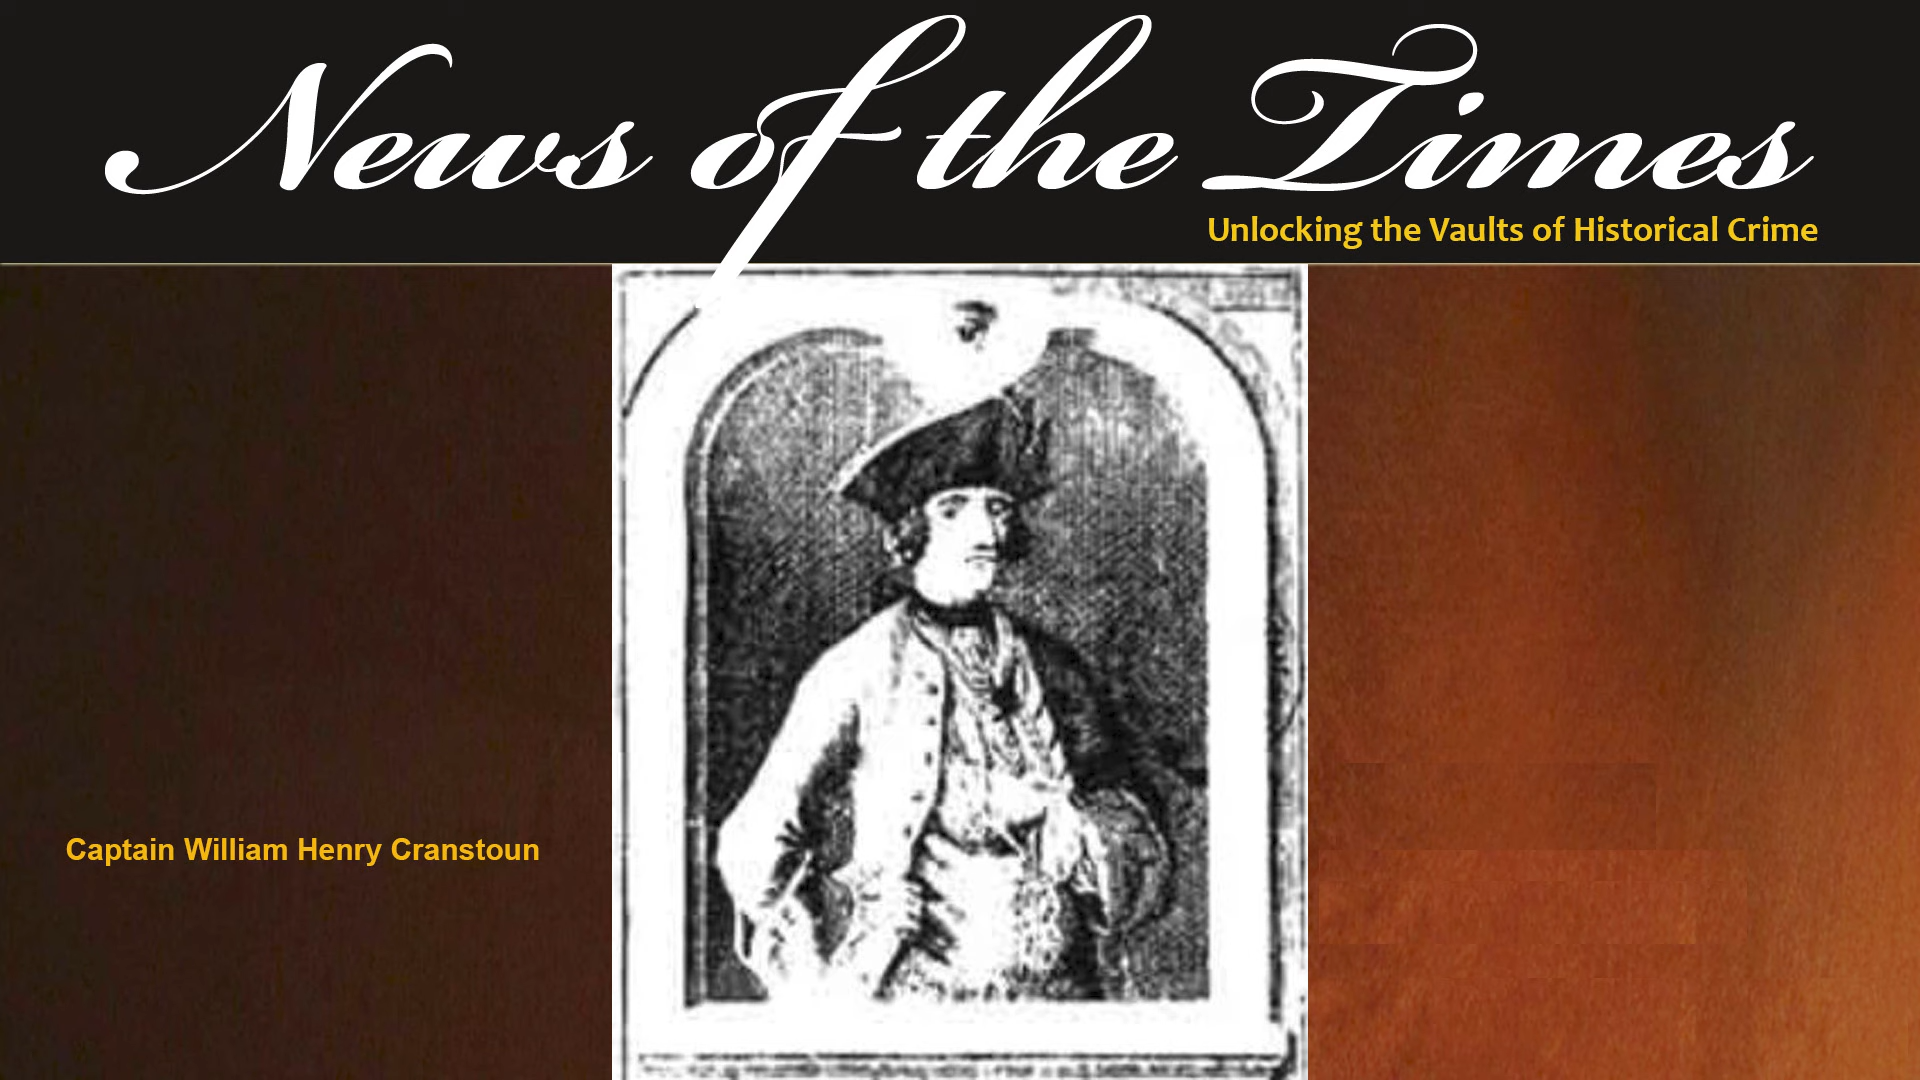 News of the Times
Unlocking the Vaults of Historical Crime
Captain William Henry Cranstoun